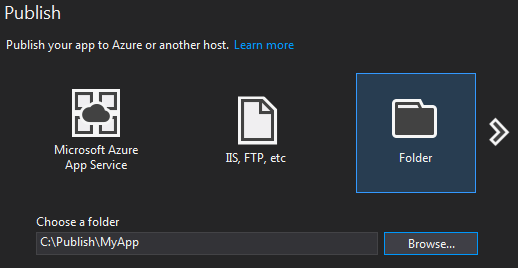 Publish
Publish your app to Azure or another host. Learn more
Microsoft Azure
App Service
IIS, FTP, etc
Folder
Choose a folder
C:\Publish\MyApp
Browse...